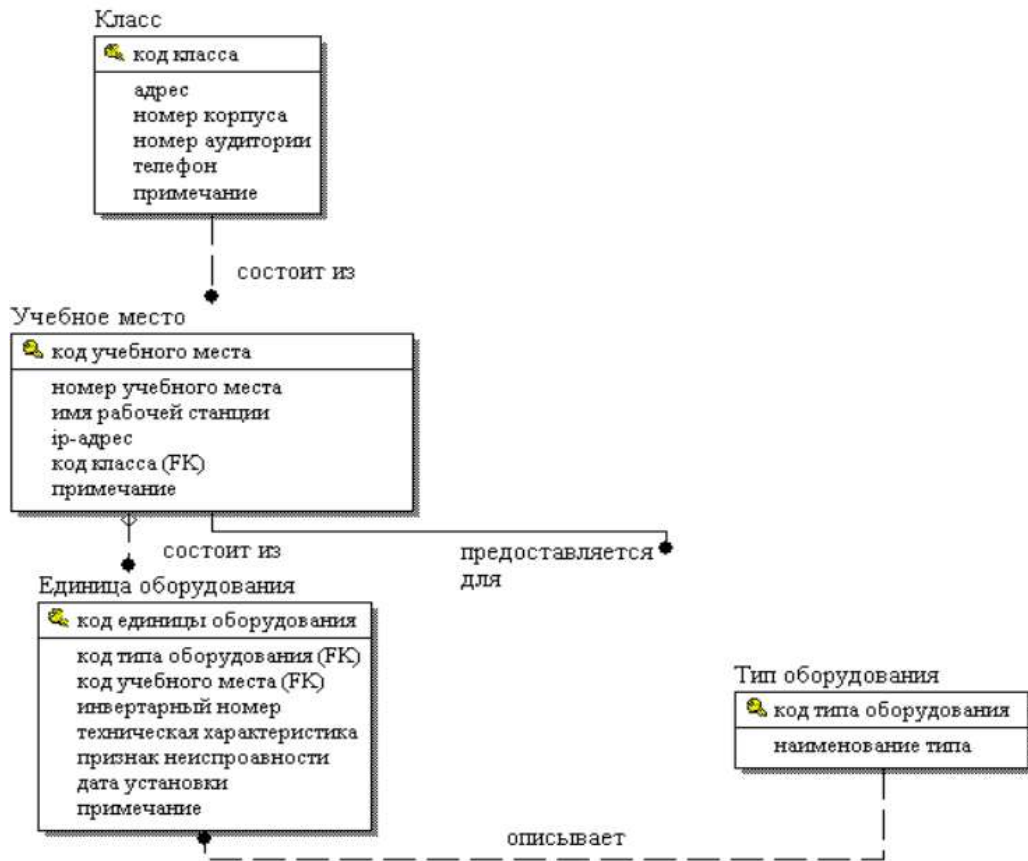 Класс
код класса
адрес
номер корпуса
номер аудитории
телефон
примечание
состоит из
Учебное место
код учебного места
номер учебного места
имя рабочей станции
ip-адрес
код класса (FK)
примечание
состоит из
предоставляется
для
Единица оборудования
код единицы оборудования
код типа оборудования (FK)
код учебного места (FK)
инвертарный номер
техническая характеристика
признак неиспроавности
дата установки
примечание
Тип оборудования
код типа оборудования
наименование типа
описывает